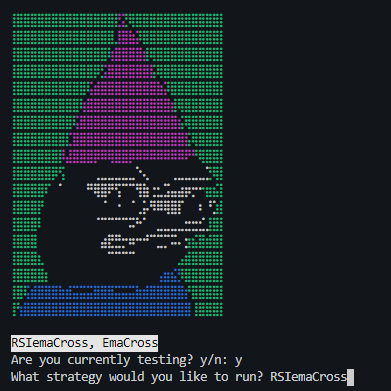 RSIemaCross, EmaCross
Are you currently testing? y/n: y
What strategy would you like to run? RSIemaCross